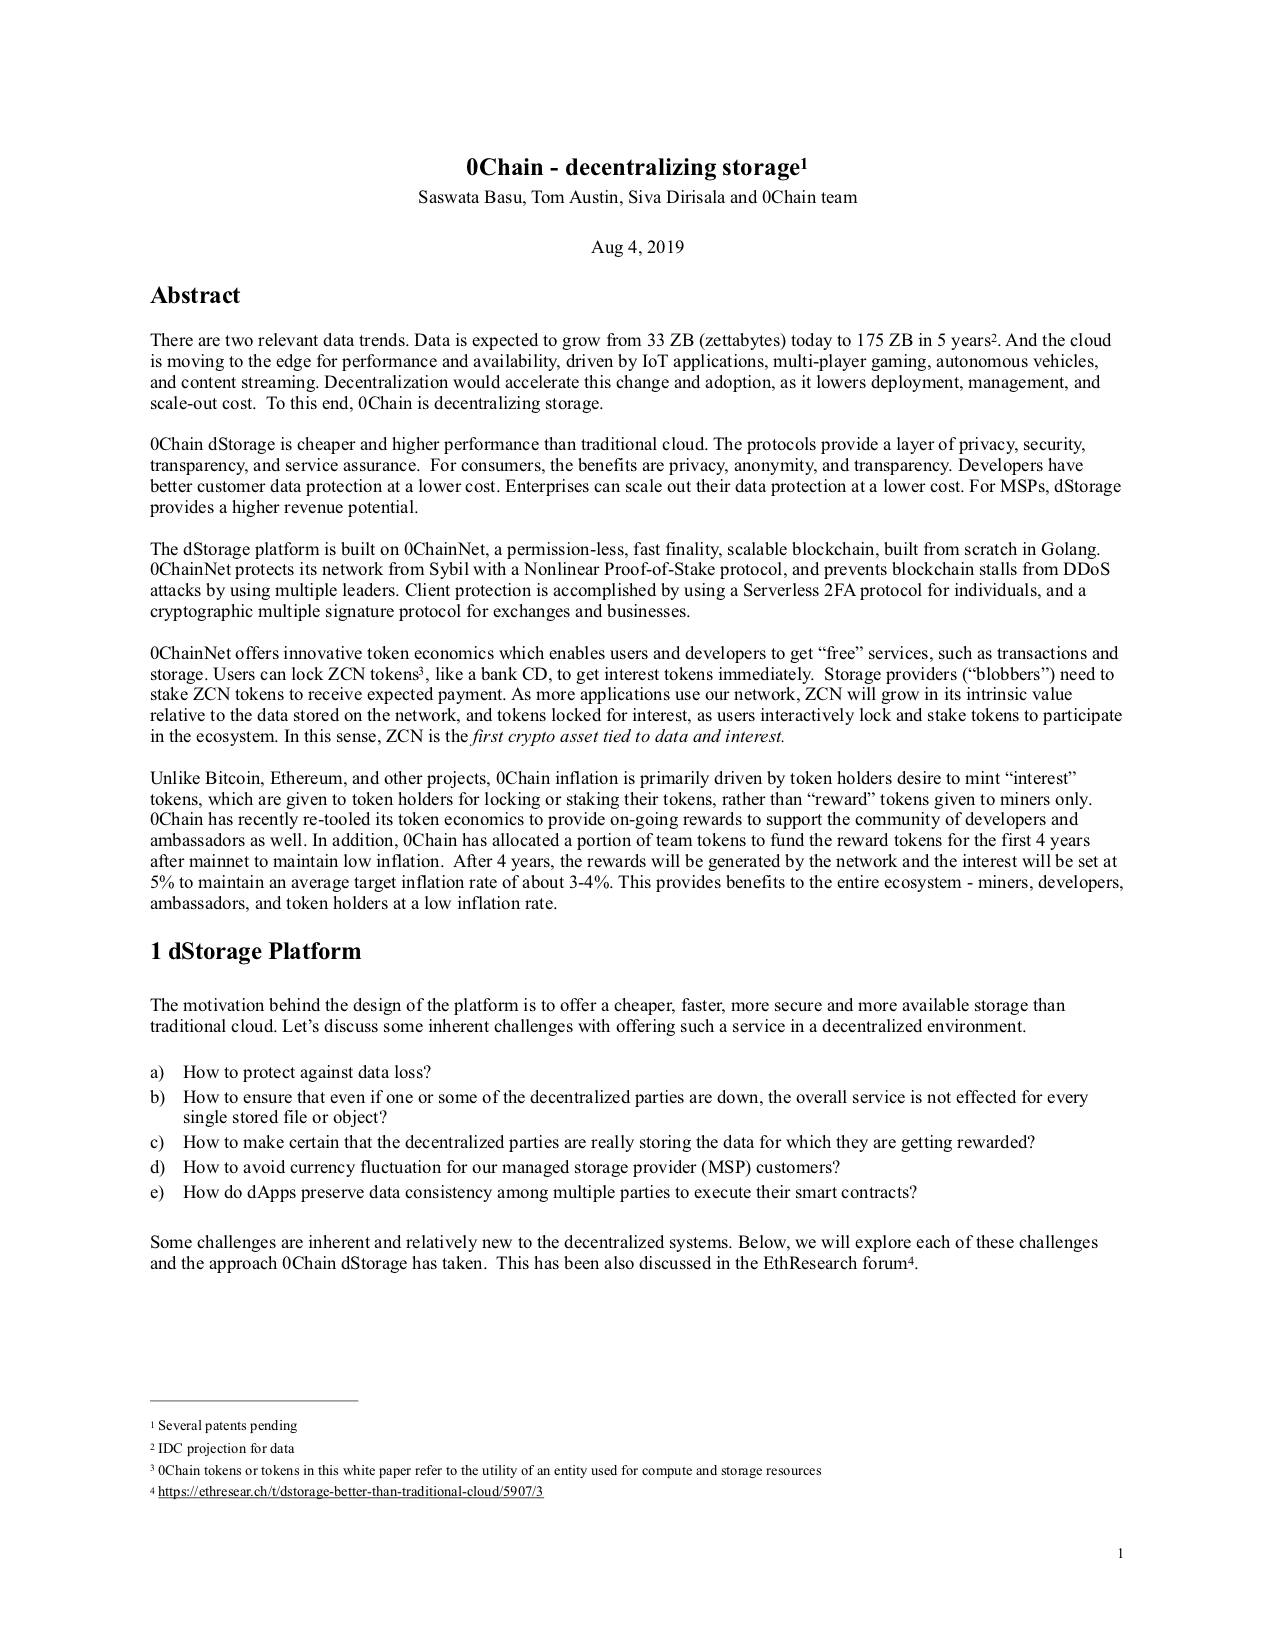 0Chain - decentralizing storage¹
Saswata Basu, Tom Austin, Siva Dirisala and 0Chain team
Aug 4, 2019
Abstract
There are two relevant data trends. Data is expected to grow from 33 ZB (zettabytes) today to 175 ZB in 5 years². And the cloud
is moving to the edge for performance and availability, driven by IoT applications, multi-player gaming, autonomous vehicles,
and content streaming. Decentralization would accelerate this change and adoption, as it lowers deployment, management, and
scale-out cost.  To this end, 0Chain is decentralizing storage.
0Chain dStorage is cheaper and higher performance than traditional cloud. The protocols provide a layer of privacy, security,
transparency, and service assurance.  For consumers, the benefits are privacy, anonymity, and transparency. Developers have
better customer data protection at a lower cost. Enterprises can scale out their data protection at a lower cost. For MSPs, dStorage
provides a higher revenue potential.
The dStorage platform is built on 0ChainNet, a permission-less, fast finality, scalable blockchain, built from scratch in Golang.
0ChainNet protects its network from Sybil with a Nonlinear Proof-of-Stake protocol, and prevents blockchain stalls from DDoS
attacks by using multiple leaders. Client protection is accomplished by using a Serverless 2FA protocol for individuals, and a
cryptographic multiple signature protocol for exchanges and businesses.
0ChainNet offers innovative token economics which enables users and developers to get “free” services, such as transactions and
storage. Users can lock ZCN tokens³, like a bank CD, to get interest tokens immediately.  Storage providers (“blobbers”) need to
stake ZCN tokens to receive expected payment. As more applications use our network, ZCN will grow in its intrinsic value
relative to the data stored on the network, and tokens locked for interest, as users interactively lock and stake tokens to participate
in the ecosystem. In this sense, ZCN is the first crypto asset tied to data and interest.
Unlike Bitcoin, Ethereum, and other projects, 0Chain inflation is primarily driven by token holders desire to mint “interest”
tokens, which are given to token holders for locking or staking their tokens, rather than “reward” tokens given to miners only.
0Chain has recently re-tooled its token economics to provide on-going rewards to support the community of developers and
ambassadors as well. In addition, 0Chain has allocated a portion of team tokens to fund the reward tokens for the first 4 years
after mainnet to maintain low inflation.  After 4 years, the rewards will be generated by the network and the interest will be set at
5% to maintain an average target inflation rate of about 3-4%. This provides benefits to the entire ecosystem - miners, developers,
ambassadors, and token holders at a low inflation rate.
1 dStorage Platform
The motivation behind the design of the platform is to offer a cheaper, faster, more secure and more available storage than
traditional cloud. Let’s discuss some inherent challenges with offering such a service in a decentralized environment.
a) How to protect against data loss?
b) How to ensure that even if one or some of the decentralized parties are down, the overall service is not effected for every
single stored file or object?
c) How to make certain that the decentralized parties are really storing the data for which they are getting rewarded?
d) How to avoid currency fluctuation for our managed storage provider (MSP) customers?
e) How do dApps preserve data consistency among multiple parties to execute their smart contracts?
Some challenges are inherent and relatively new to the decentralized systems. Below, we will explore each of these challenges
and the approach 0Chain dStorage has taken.  This has been also discussed in the EthResearch forum⁴.
¹ Several patents pending
² IDC projection for data
³ 0Chain tokens or tokens in this white paper refer to the utility of an entity used for compute and storage resources
⁴ https://ethresear.ch/t/dstorage-better-than-traditional-cloud/5907/3
1